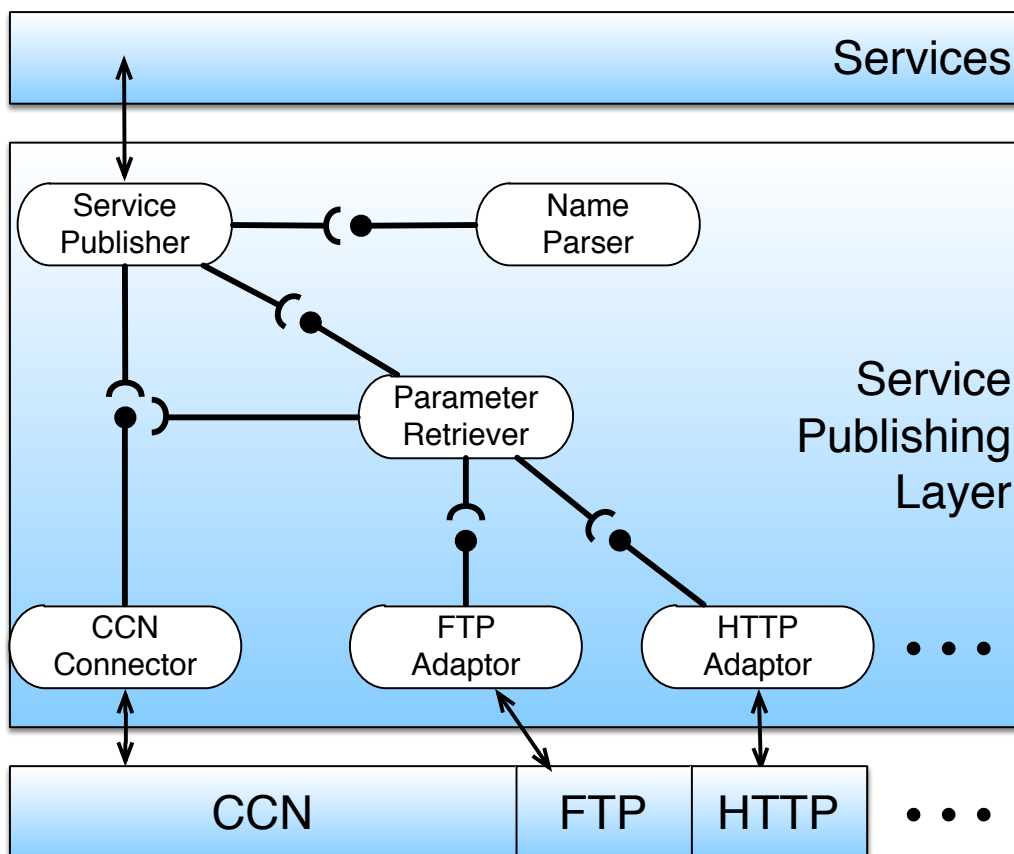 Services
Service
Publisher
Name
Parser
Parameter
Retriever
Service
Publishing
Layer
CCN
Connector
FTP
Adaptor
HTTP
Adaptor
CCN
FTP
HTTP